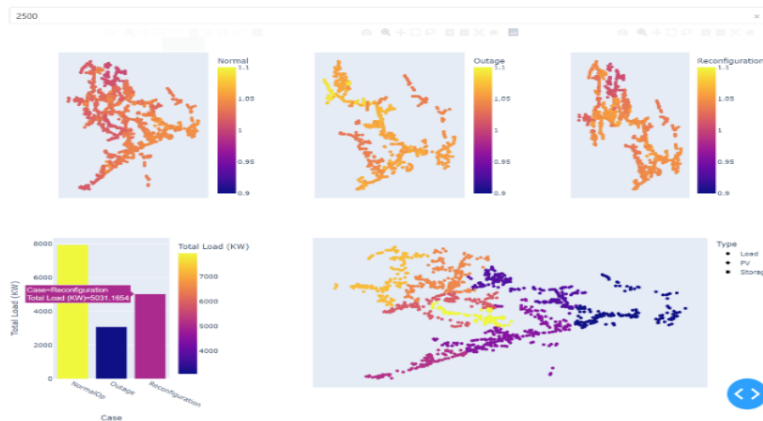 2500 ×
Normal
1.1
1.05
1
0.95
0.9
Outage
1.1
1.05
1
0.95
0.9
Reconfiguration
1.1
1.05
1
0.95
0.9
Total Load (KW)
8000
6000
4000
2000
0
Case=Reconfiguration
Total Load (KW)=5031.1654
NormalOp
Outage
Reconfiguration
Case
Total Load (KW)
7000
6000
5000
4000
Type
Load
PV
Storage
< >